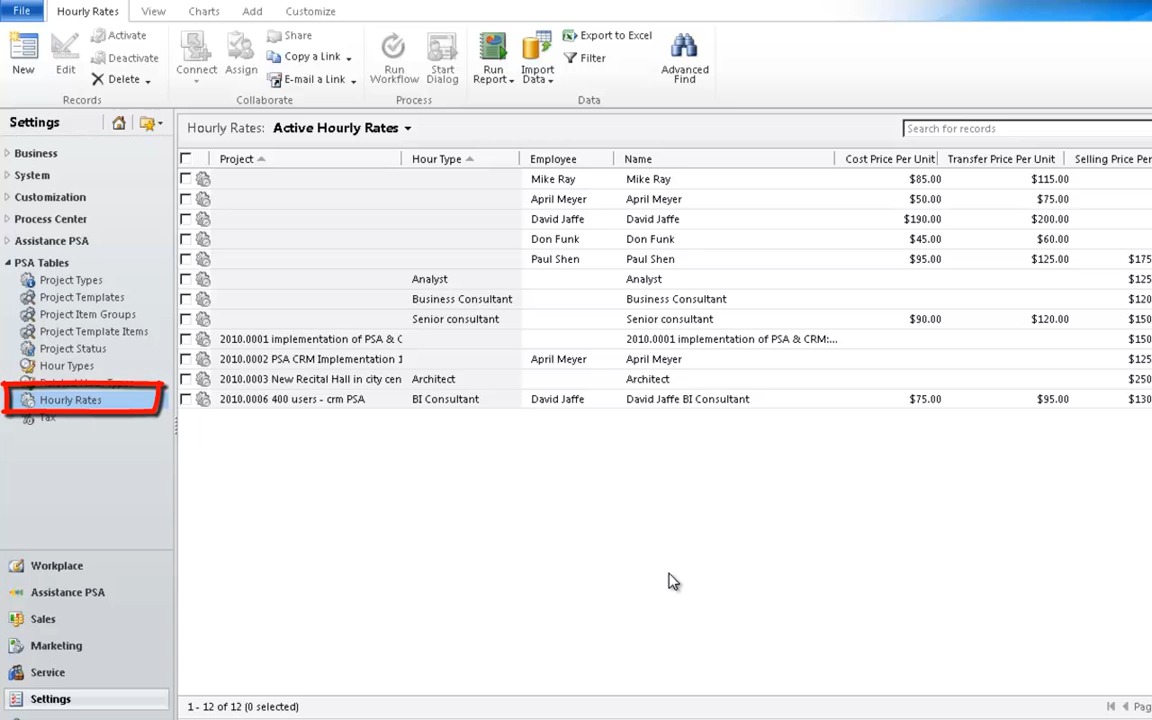 File Hourly Rates View Charts Add Customize
New Edit Activate Deactivate Delete
Records
Connect Assign Share Copy a Link E-mail a Link
Collaborate
Run Workflow Start Dialog
Process
Run Report Import Data Export to Excel Filter Advanced Find
Data
Settings
Business
System
Customization
Process Center
Assistance PSA
PSA Tables
Project Types
Project Templates
Project Item Groups
Project Template Items
Project Status
Hour Types
Hourly Rates
Tax
Workplace
Assistance PSA
Sales
Marketing
Service
Settings
Hourly Rates: Active Hourly Rates
Search for records
Project Hour Type Employee Name Cost Price Per Unit Transfer Price Per Unit Selling Price Per
Mike Ray Mike Ray $85.00 $115.00
April Meyer April Meyer $50.00 $75.00
David Jaffe David Jaffe $190.00 $200.00
Don Funk Don Funk $45.00 $60.00
Paul Shen Paul Shen $95.00 $125.00 $175
Analyst Analyst $125
Business Consultant Business Consultant $120
Senior consultant Senior consultant $90.00 $120.00 $150
2010.0001 implementation of PSA & C 2010.0001 implementation of PSA & CRM:... $150
2010.0002 PSA CRM Implementation 1 April Meyer April Meyer $125
2010.0003 New Recital Hall in city cen Architect Architect $250
2010.0006 400 users - crm PSA BI Consultant David Jaffe David Jaffe BI Consultant $75.00 $95.00 $130
1 - 12 of 12 (0 selected)
Pag